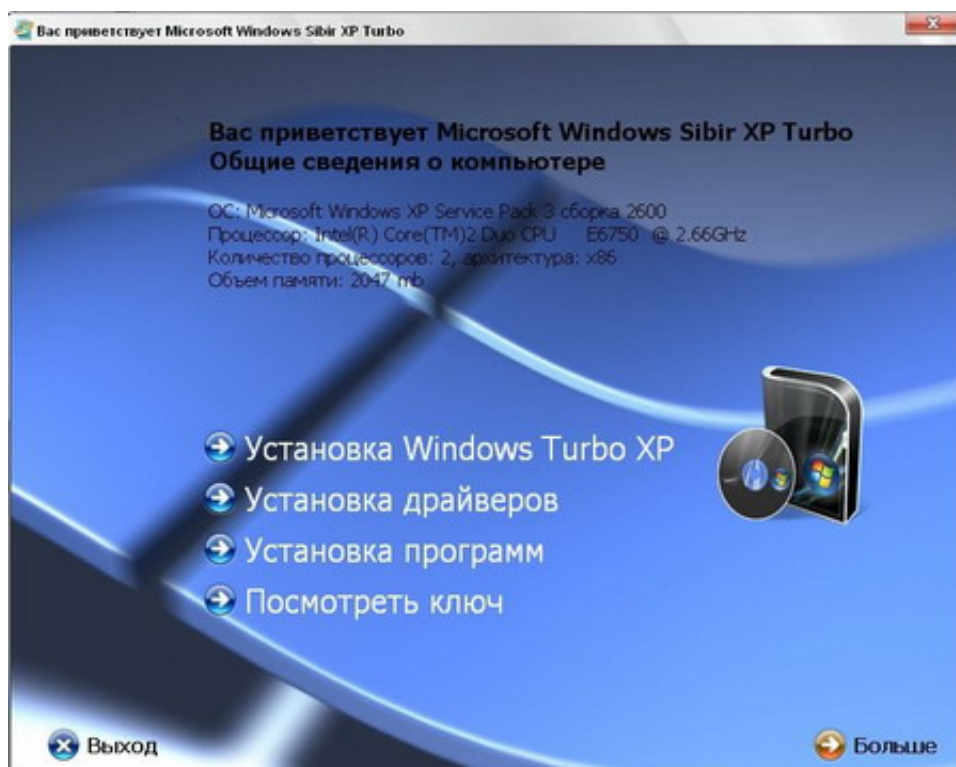 Вас приветствует Microsoft Windows Sibir XP Turbo
Вас приветствует Microsoft Windows Sibir XP Turbo
Общие сведения о компьютере
ОС: Microsoft Windows XP Service Pack 3 сборка 2600
Процессор: Intel(R) Core(TM)2 Duo CPU E6750 @ 2.66GHz
Количество процессоров: 2, архитектура: x86
Объем памяти: 2047 mb
Установка Windows Turbo XP
Установка драйверов
Установка программ
Посмотреть ключ
Выход
Больше